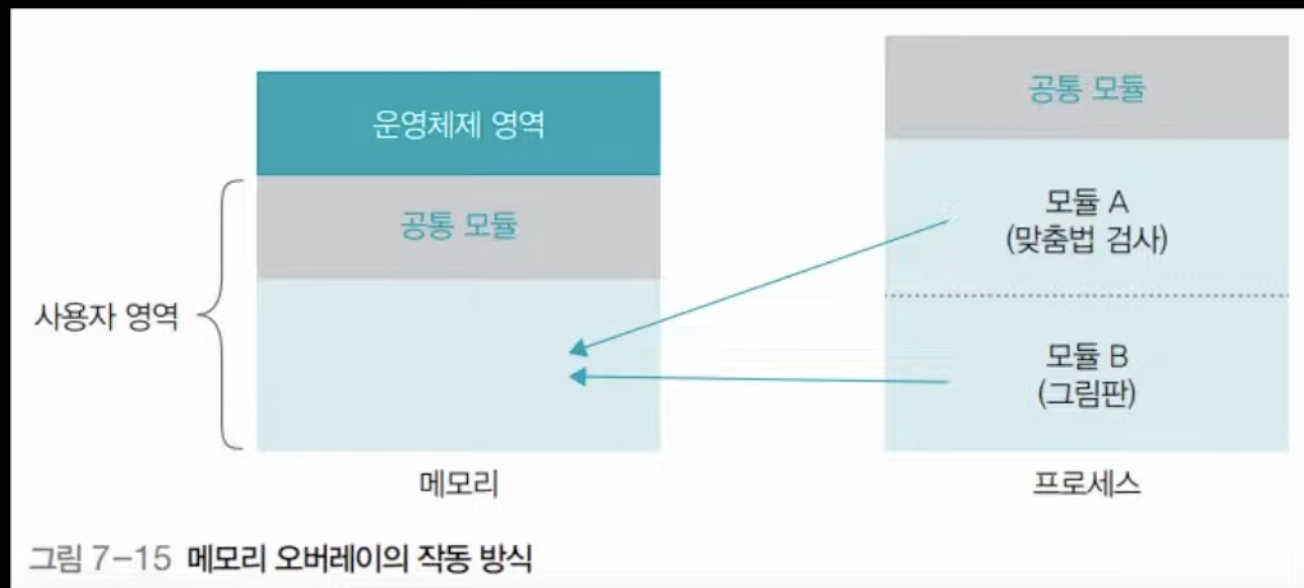 운영체제 영역
공통 모듈
사용자 영역
메모리
공통 모듈
모듈 A
(맞춤법 검사)
모듈 B
(그림판)
프로세스
그림 7-15 메모리 오버레이의 작동 방식